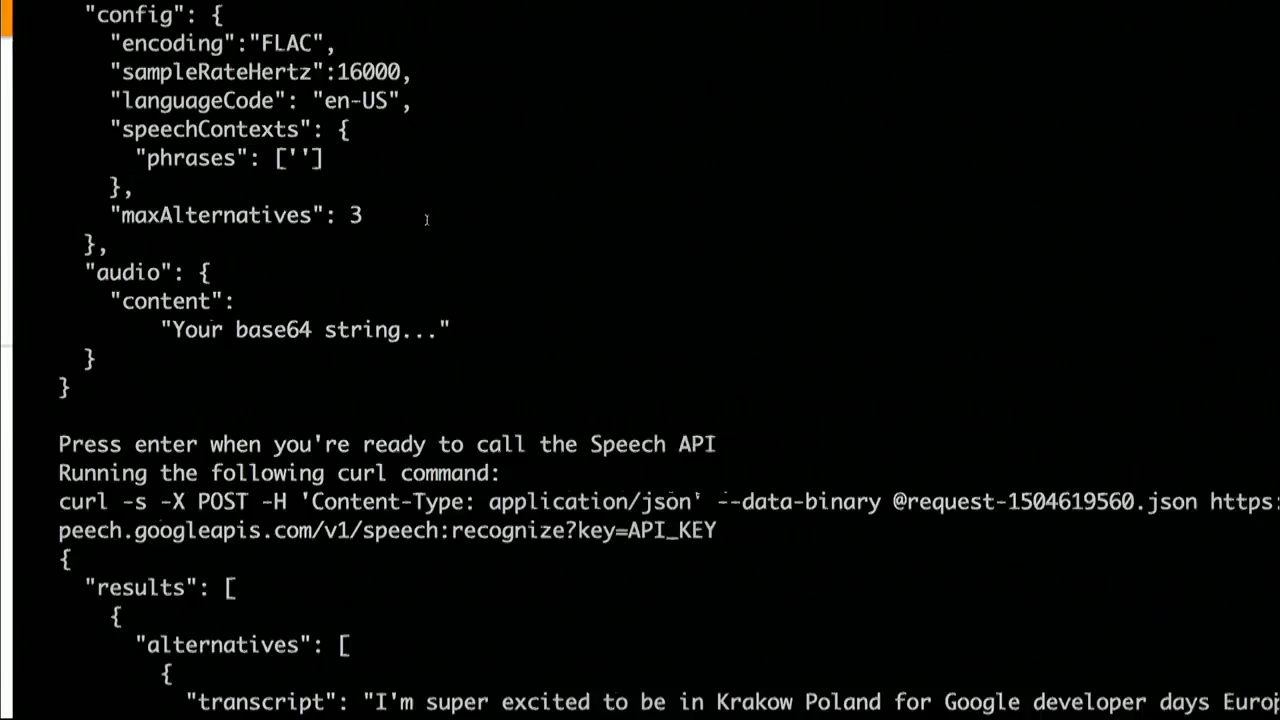 "config": {
"encoding":"FLAC",
"sampleRateHertz":16000,
"languageCode": "en-US",
"speechContexts": {
"phrases": ['']
},
"maxAlternatives": 3
},
"audio": {
"content":
"Your base64 string..."
}
}
Press enter when you're ready to call the Speech API
Running the following curl command:
curl -s -X POST -H 'Content-Type: application/json' --data-binary @request-1504619560.json https:
peech.googleapis.com/v1/speech:recognize?key=API_KEY
{
"results": [
{
"alternatives": [
{
"transcript": "I'm super excited to be in Krakow Poland for Google developer days Europ